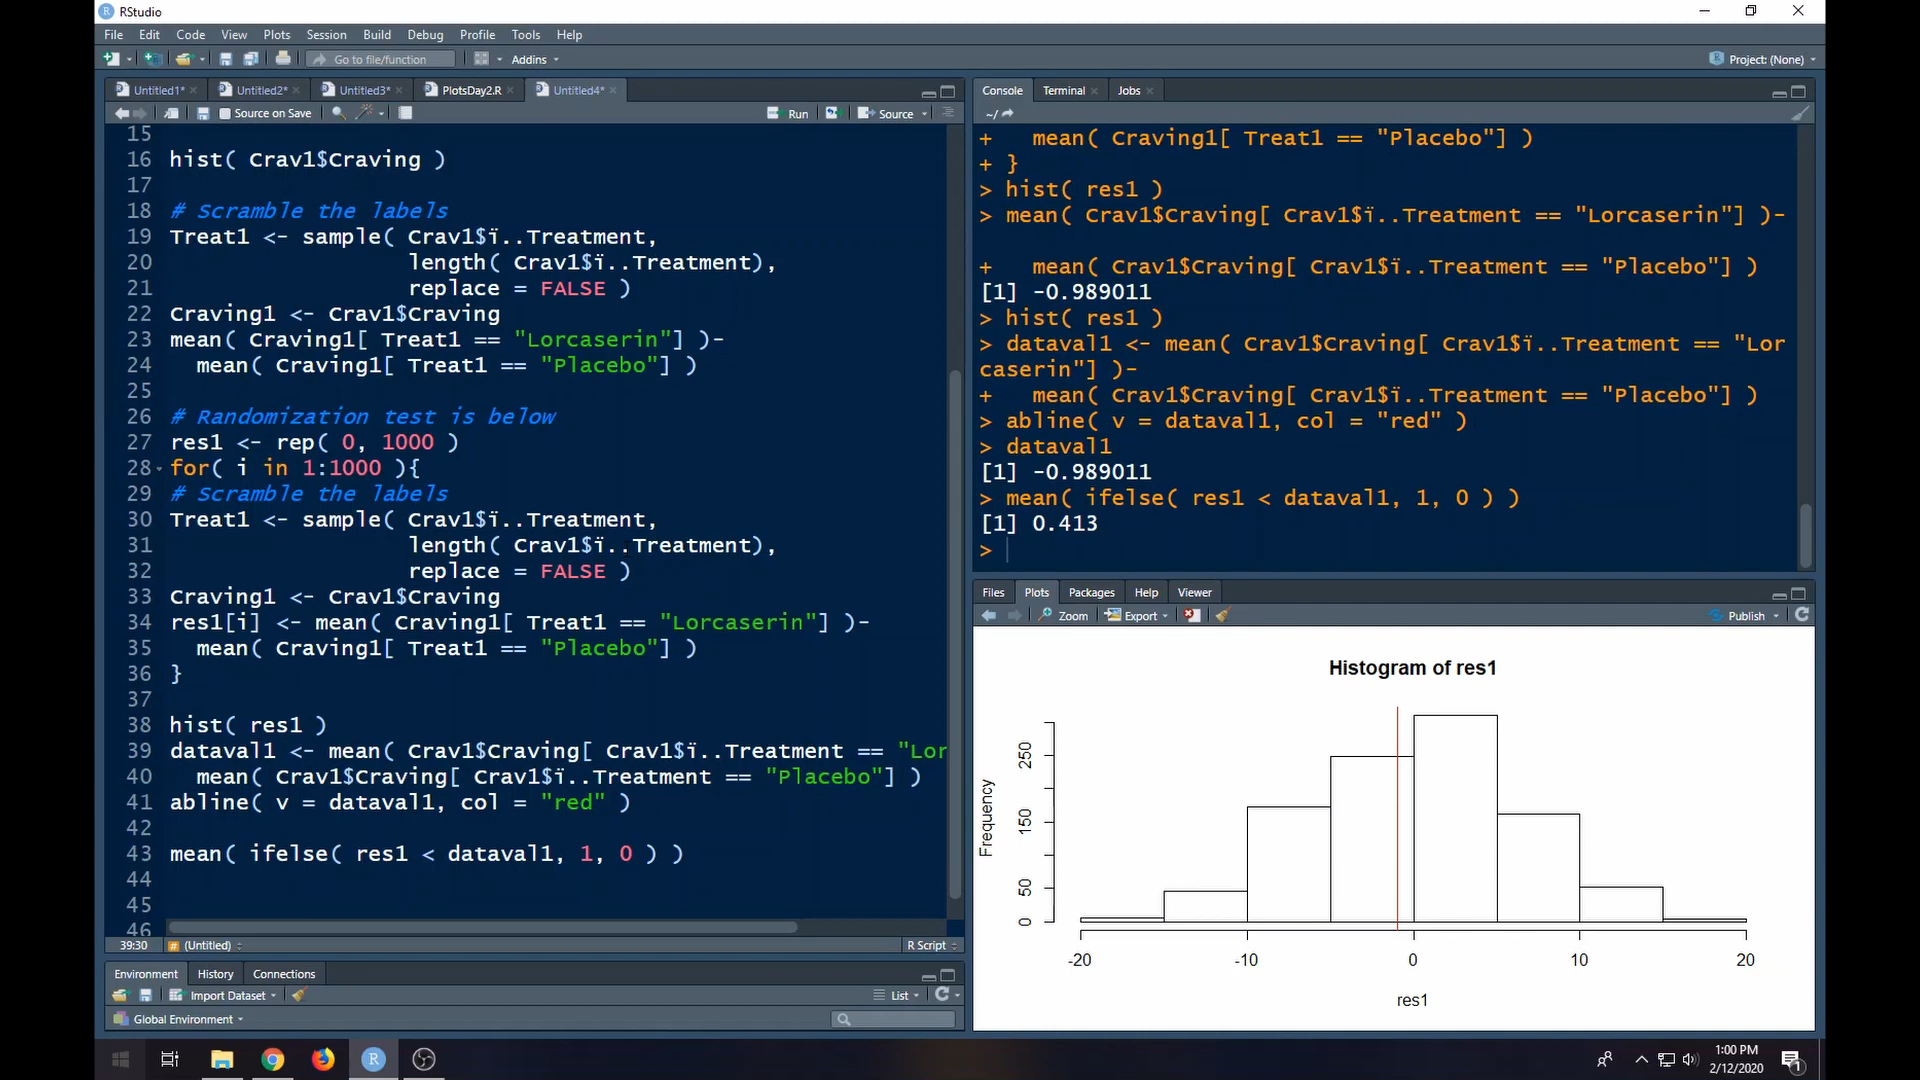 RStudio
File Edit Code View Plots Session Build Debug Profile Tools Help
Go to file/function Addins Project: (None)
Untitled1* Untitled2* Untitled3* PlotsDay2.R Untitled4*
Source on Save Run Source
15
16 hist( Crav1$Craving )
17
18 # Scramble the labels
19 Treat1 <- sample( Crav1$ï..Treatment,
20 length( Crav1$ï..Treatment),
21 replace = FALSE )
22 Craving1 <- Crav1$Craving
23 mean( Craving1[ Treat1 == "Lorcaserin"] )-
24 mean( Craving1[ Treat1 == "Placebo"] )
25
26 # Randomization test is below
27 res1 <- rep( 0, 1000 )
28 for( i in 1:1000 ){
29 # Scramble the labels
30 Treat1 <- sample( Crav1$ï..Treatment,
31 length( Crav1$ï..Treatment),
32 replace = FALSE )
33 Craving1 <- Crav1$Craving
34 res1[i] <- mean( Craving1[ Treat1 == "Lorcaserin"] )-
35 mean( Craving1[ Treat1 == "Placebo"] )
36 }
37
38 hist( res1 )
39 dataval1 <- mean( Crav1$Craving[ Crav1$ï..Treatment == "Lor
40 mean( Crav1$Craving[ Crav1$ï..Treatment == "Placebo"] )
41 abline( v = dataval1, col = "red" )
42
43 mean( ifelse( res1 < dataval1, 1, 0 ) )
44
45
46
39:30 # (Untitled) R Script
Environment History Connections
Import Dataset List
Global Environment
Console Terminal Jobs
~/
+ mean( Craving1[ Treat1 == "Placebo"] )
+ }
> hist( res1 )
> mean( Crav1$Craving[ Crav1$ï..Treatment == "Lorcaserin"] )-
+ mean( Crav1$Craving[ Crav1$ï..Treatment == "Placebo"] )
[1] -0.989011
> hist( res1 )
> dataval1 <- mean( Crav1$Craving[ Crav1$ï..Treatment == "Lor
caserin"] )-
+ mean( Crav1$Craving[ Crav1$ï..Treatment == "Placebo"] )
> abline( v = dataval1, col = "red" )
> dataval1
[1] -0.989011
> mean( ifelse( res1 < dataval1, 1, 0 ) )
[1] 0.413
>
Files Plots Packages Help Viewer
Zoom Export Publish
Histogram of res1
Frequency
250
150
50
0
-20 -10 0 10 20
res1
1:00 PM
2/12/2020
1